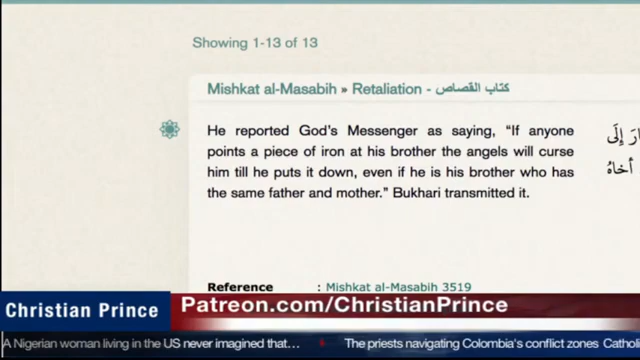 Showing 1-13 of 13
Mishkat al-Masabih » Retaliation - كتاب القصاص
He reported God's Messenger as saying, "If anyone
points a piece of iron at his brother the angels will curse
him till he puts it down, even if he is his brother who has
the same father and mother." Bukhari transmitted it.
أخاه
Reference : Mishkat al-Masabih 3519
Christian Prince
Patreon.com/ChristianPrince
A Nigerian woman living in the US never imagined that… The priests navigating Colombia's conflict zones Catholi